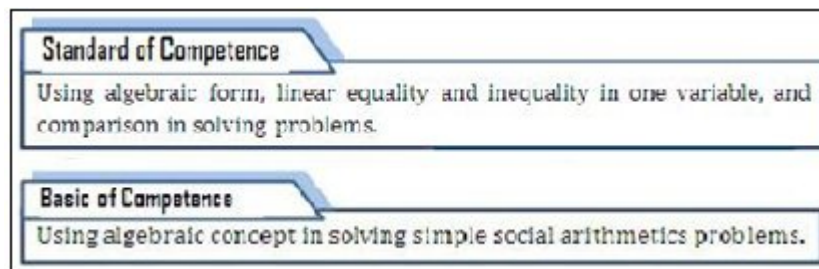 Standard of Competence
Using algebraic form, linear equality and inequality in one variable, and
comparison in solving problems.
Basic of Competence
Using algebraic concept in solving simple social arithmetics problems.